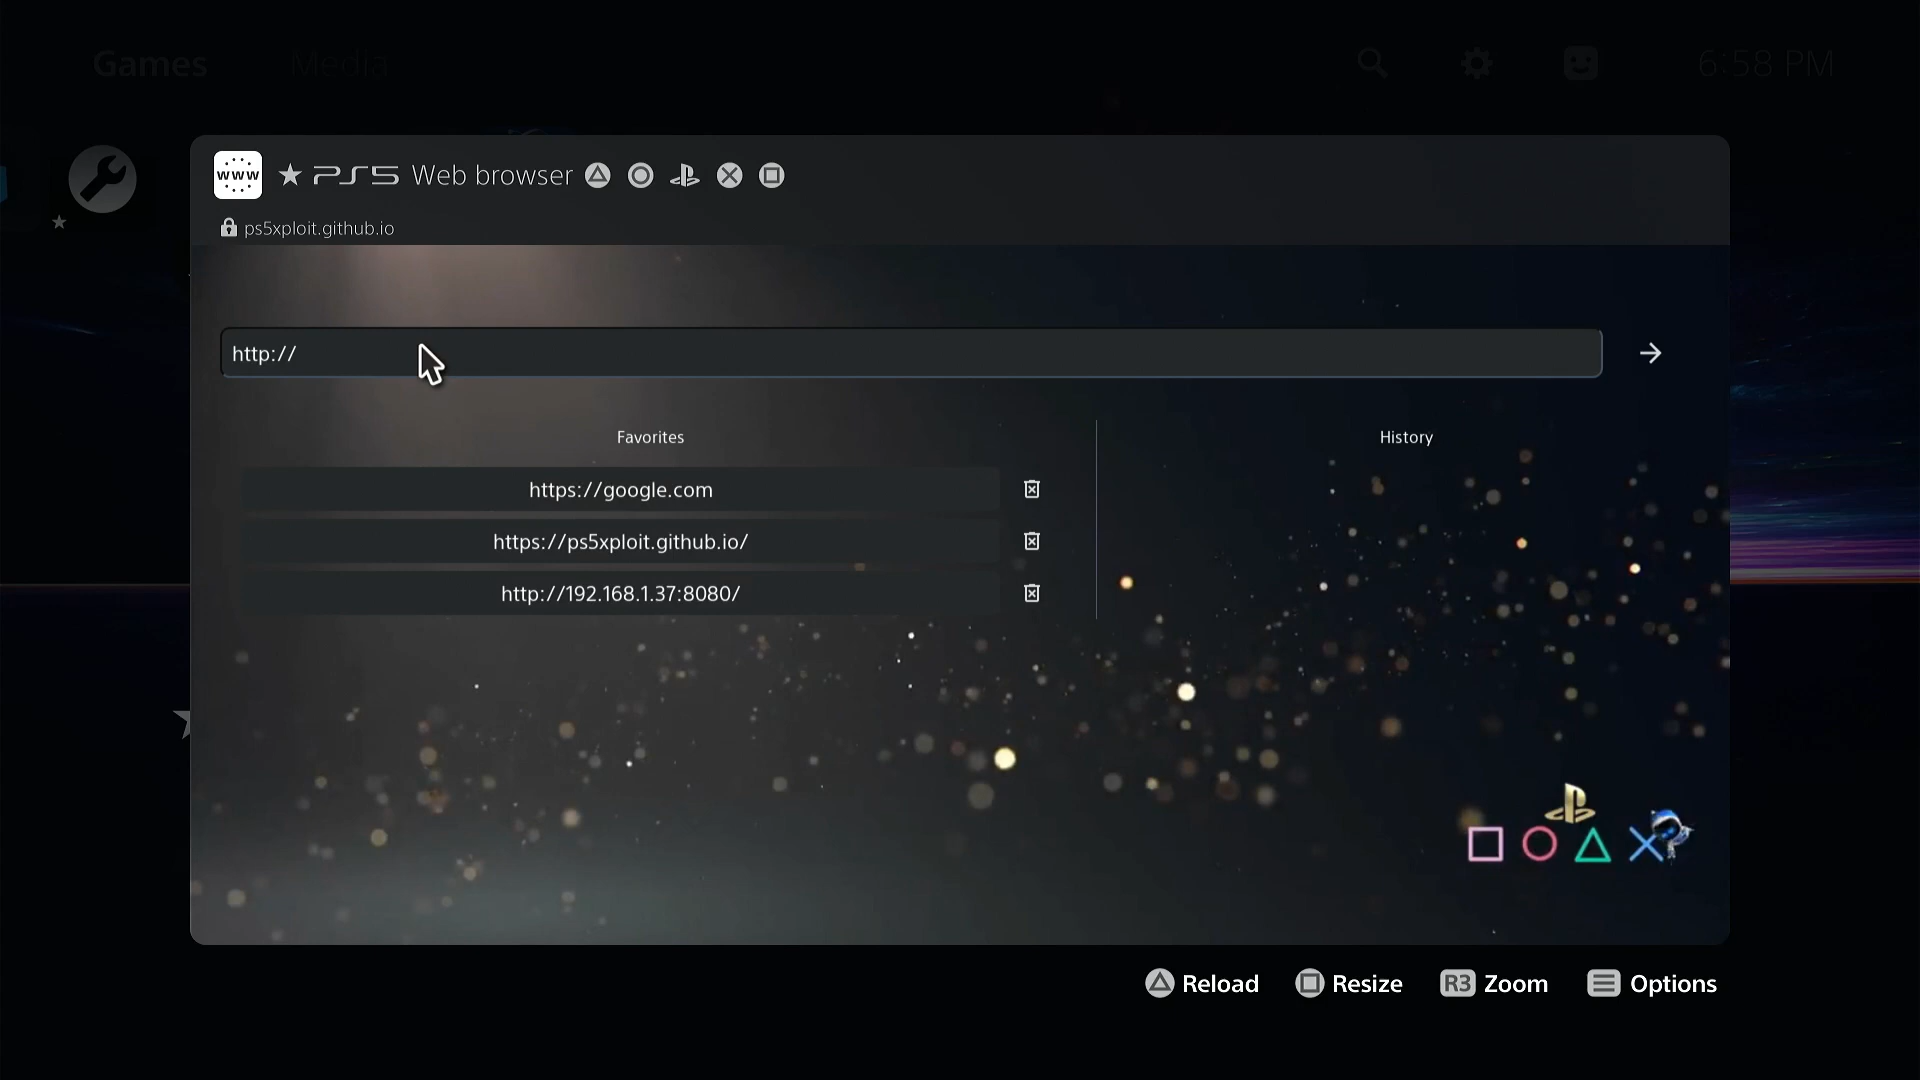 Games Media 6:58 PM
www ★ PS5 Web browser
ps5xploit.github.io
http://
Favorites
History
https://google.com
https://ps5xploit.github.io/
http://192.168.1.37:8080/
Reload R3 Zoom Resize Options